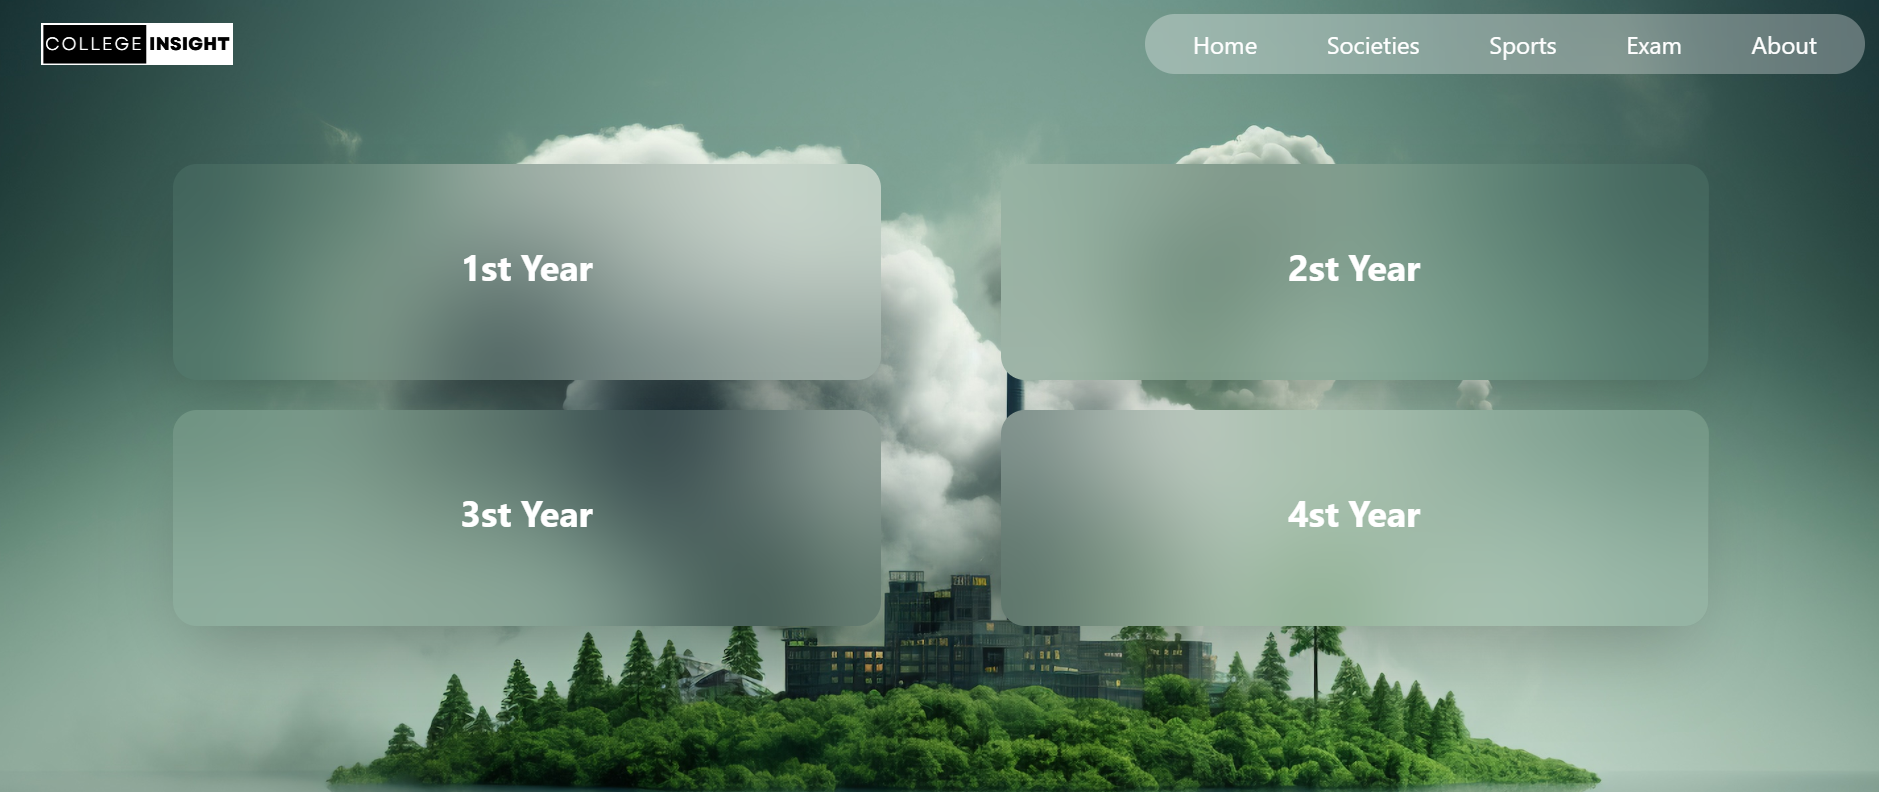 COLLEGE INSIGHT
Home Societies Sports Exam About
1st Year
2st Year
3st Year
4st Year